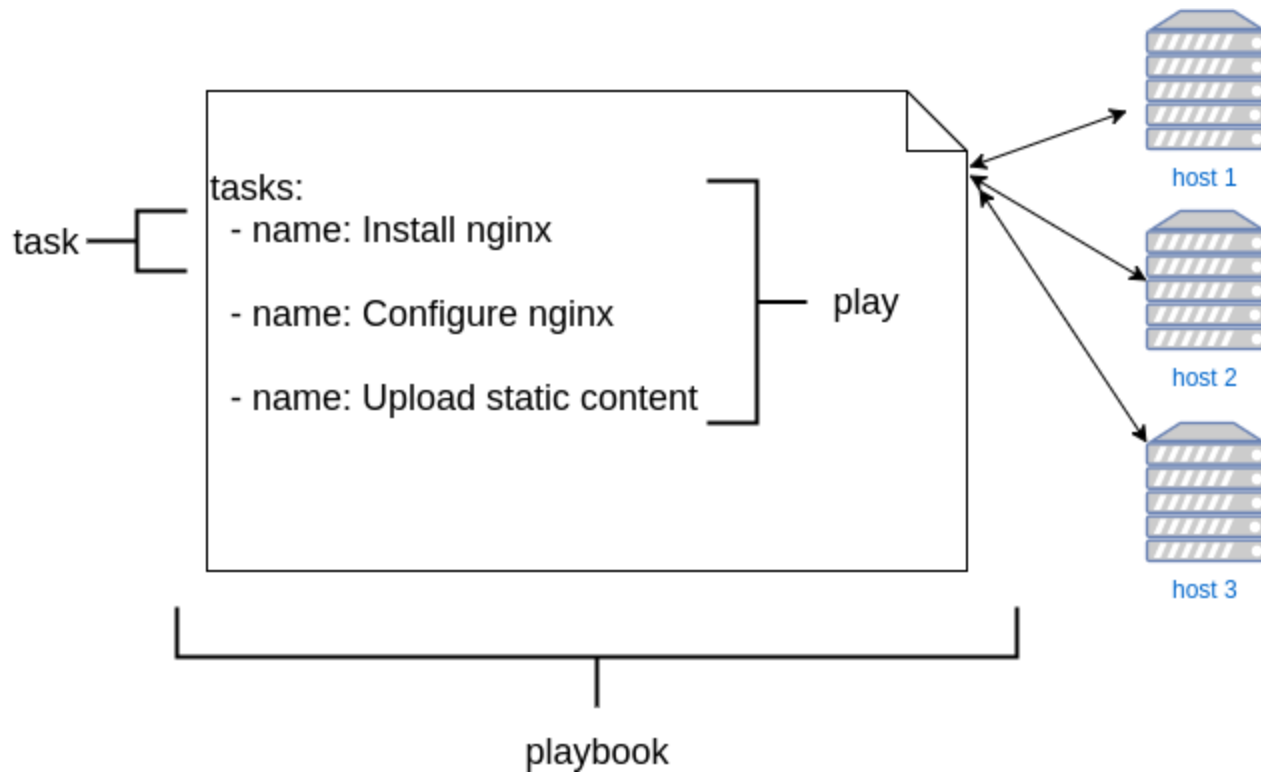 tasks:
task
- name: Install nginx
- name: Configure nginx
- name: Upload static content
play
host 1
host 2
host 3
playbook